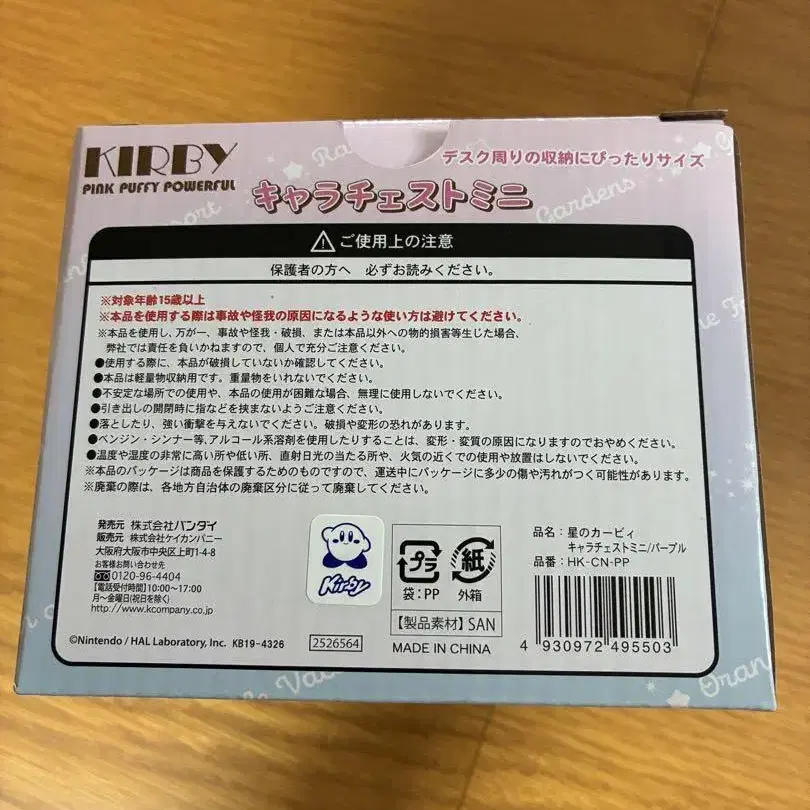 KIRBY
PINK PUFFY POWERFUL
デスク周りの収納にぴったりサイズ
キャラチェストミニ
Gardens
ご使用上の注意
保護者の方へ 必ずお読みください。
※対象年齢15歳以上
※本品を使用する際は事故や怪我の原因になるような使い方は避けてください。
※本品を使用し、万が一、事故や怪我・破損、または本品以外への物的損害等生じた場合、
弊社では責任を負いかねますので、個人で充分ご注意ください。
●使用する際に、本品が破損していないか確認してください。
●本品は軽量物収納用です。重量物をいれないでください。
●不安定な場所での使用や、本品の使用が困難な場合、無理に使用しないでください。
●引き出しの開閉時に指などを挟まないようご注意ください。
●落としたり、強い衝撃を与えないでください。破損や変形の恐れがあります。
●ベンジン・シンナー等、アルコール系溶剤を使用したりすることは、変形・変質の原因になりますのでおやめください。
●温度や湿度の非常に高い所や低い所、直射日光の当たる所や、火気の近くでの使用や放置はしないでください。
※本品のパッケージは商品を保護するためのものですので、運送中にパッケージに多少の傷や汚れがつく可能性があります。
※廃棄の際は、各地方自治体の廃棄区分に従って廃棄してください。
発売元 株式会社バンダイ
販売元 株式会社ケイカンパニー
大阪府大阪市中央区上町1-4-8
お客様お問い合わせ先
0120-96-4404
【電話受付時間】10:00～17:00
月～金曜日(祝日を除く)
http://www.kcompany.co.jp
©Nintendo / HAL Laboratory, Inc. KB19-4326
2526564
Kirby
プラ
袋:PP
紙
外箱
【製品素材】SAN
MADE IN CHINA
品名:星のカービィ
キャラチェストミニ/パープル
品番:HK-CN-PP
4 930972 495503